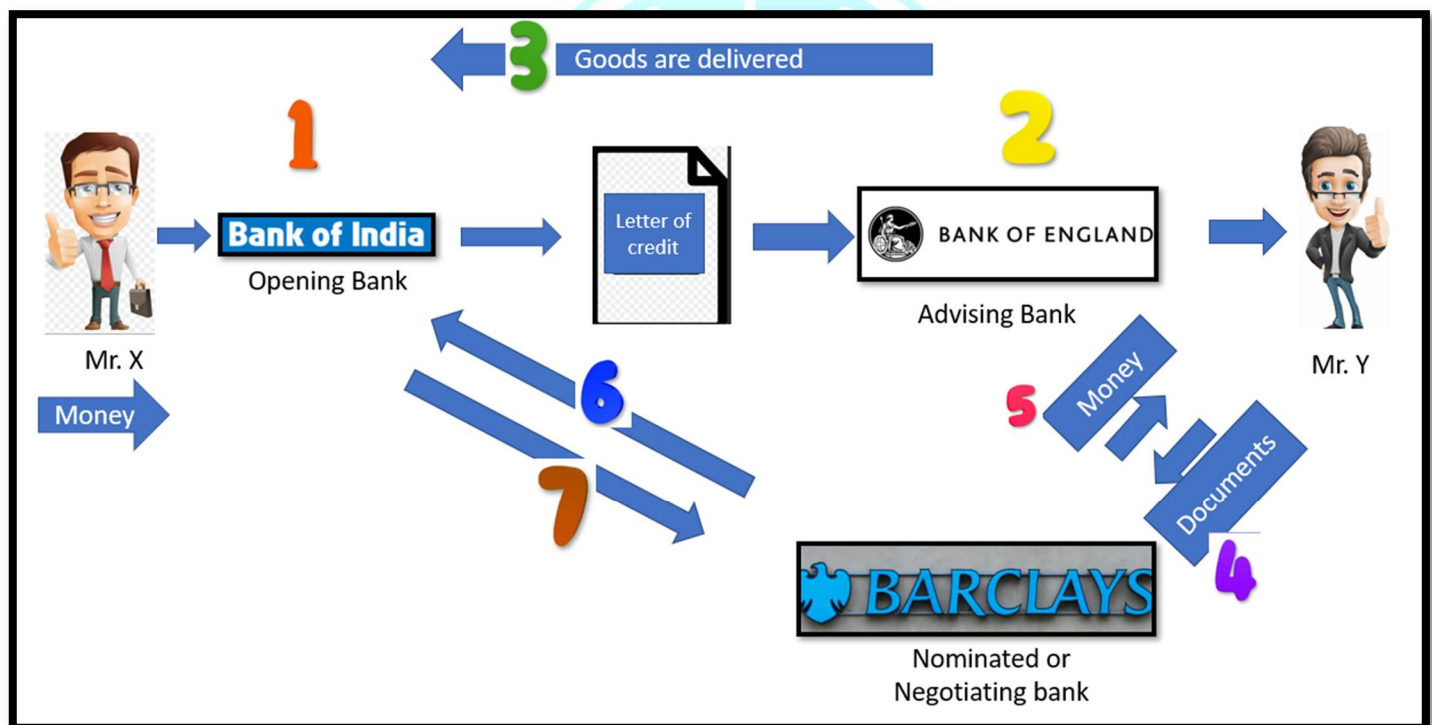 3 Goods are delivered
1
2
Bank of India
Opening Bank
Letter of
credit
BANK OF ENGLAND
Advising Bank
Mr. X
Mr. Y
Money
6
7
5
Money
Documents
4
BARCLAYS
Nominated or
Negotiating bank